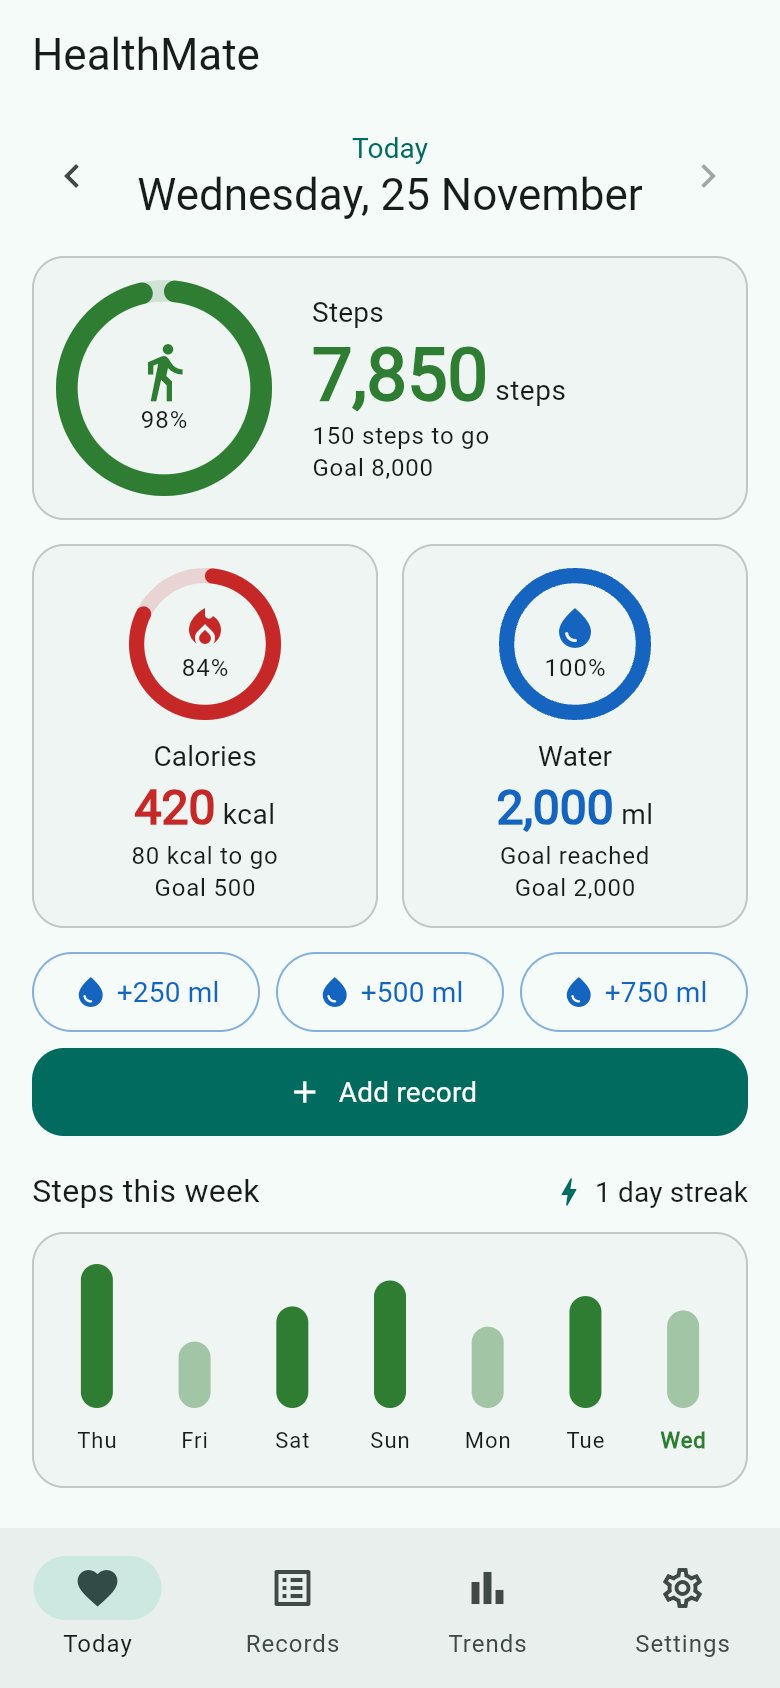 HealthMate
Today
Wednesday, 25 November
98%
Steps
7,850 steps
150 steps to go
Goal 8,000
84%
Calories
420 kcal
80 kcal to go
Goal 500
100%
Water
2,000 ml
Goal reached
Goal 2,000
+250 ml
+500 ml
+750 ml
+ Add record
Steps this week
1 day streak
Thu Fri Sat Sun Mon Tue Wed
Today Records Trends Settings